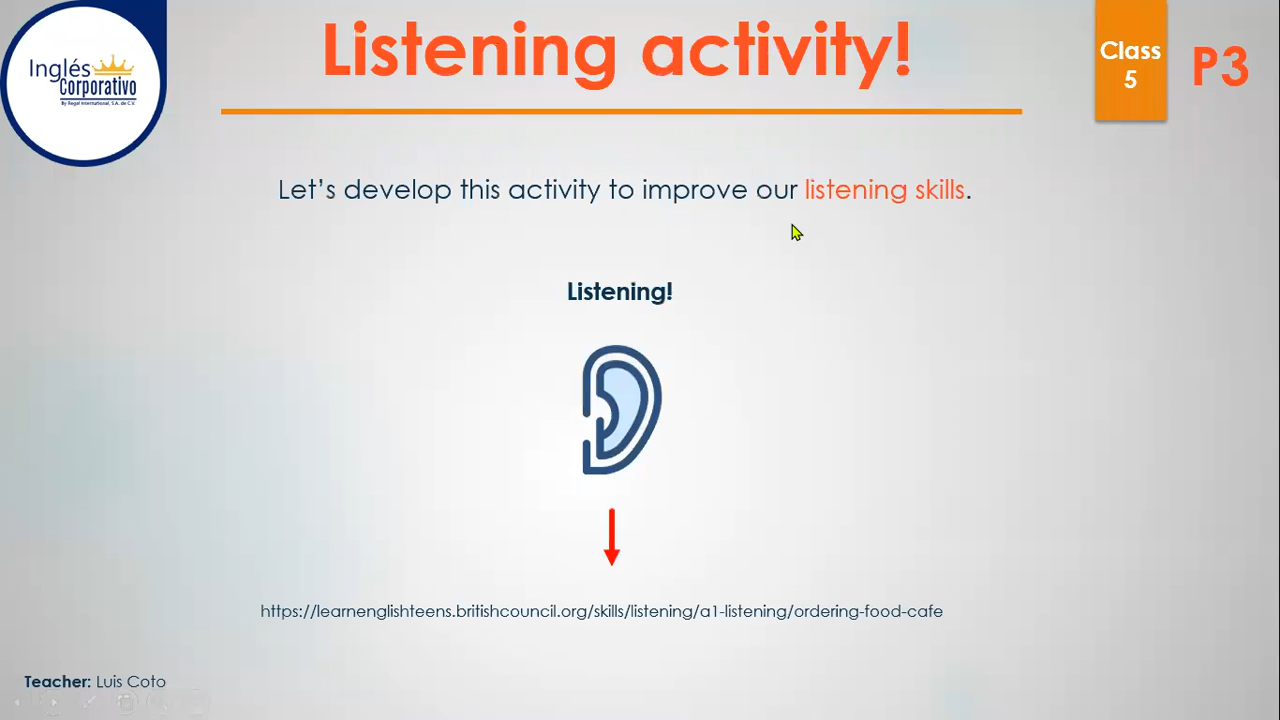 Inglés
Corporativo
By Regal International, S.A. de C.V.
Listening activity!
Class
5
P3
Let's develop this activity to improve our listening skills.
Listening!
https://learnenglishteens.britishcouncil.org/skills/listening/a1-listening/ordering-food-cafe
Teacher: Luis Coto